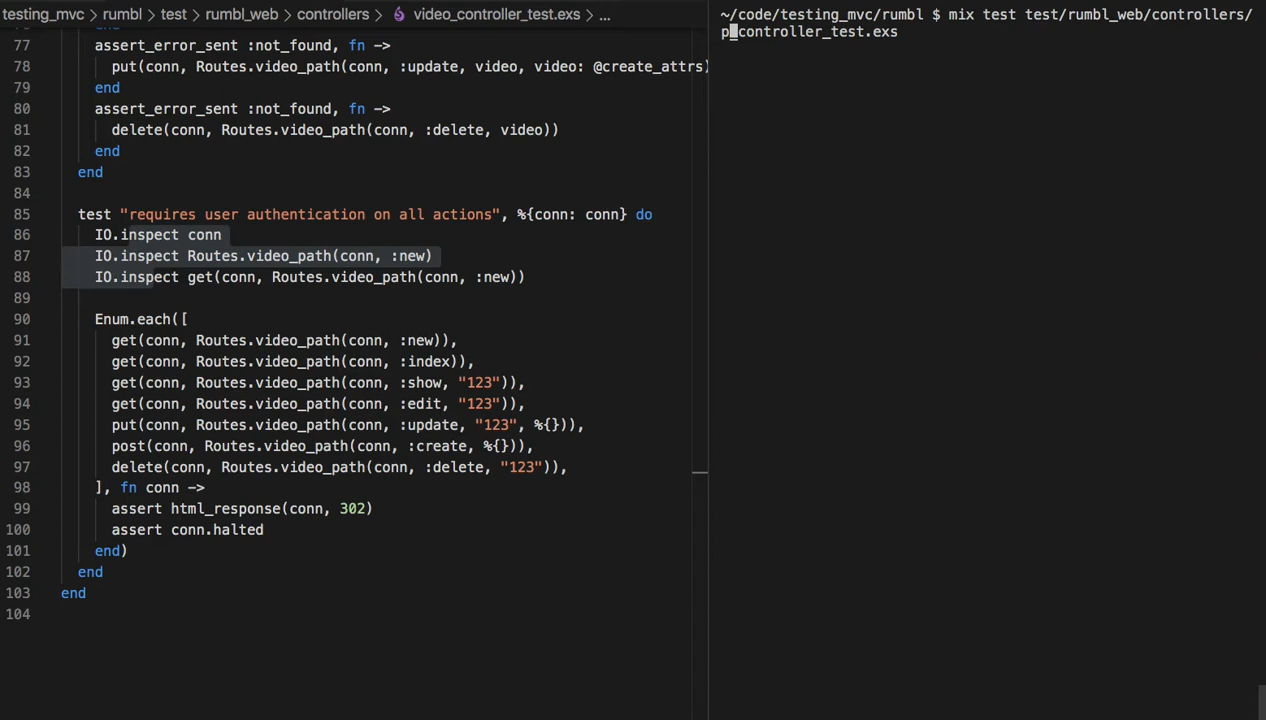 testing_mvc > rumbl > test > rumbl_web > controllers > video_controller_test.exs > ...
77 assert_error_sent :not_found, fn ->
78 put(conn, Routes.video_path(conn, :update, video, video: @create_attrs)
79 end
80 assert_error_sent :not_found, fn ->
81 delete(conn, Routes.video_path(conn, :delete, video))
82 end
83 end
84
85 test "requires user authentication on all actions", %{conn: conn} do
86 IO.inspect conn
87 IO.inspect Routes.video_path(conn, :new)
88 IO.inspect get(conn, Routes.video_path(conn, :new))
89
90 Enum.each([
91 get(conn, Routes.video_path(conn, :new)),
92 get(conn, Routes.video_path(conn, :index)),
93 get(conn, Routes.video_path(conn, :show, "123")),
94 get(conn, Routes.video_path(conn, :edit, "123")),
95 put(conn, Routes.video_path(conn, :update, "123", %{})),
96 post(conn, Routes.video_path(conn, :create, %{})),
97 delete(conn, Routes.video_path(conn, :delete, "123")),
98 ], fn conn ->
99 assert html_response(conn, 302)
100 assert conn.halted
101 end)
102 end
103 end
104
~/code/testing_mvc/rumbl $ mix test test/rumbl_web/controllers/
p controller_test.exs